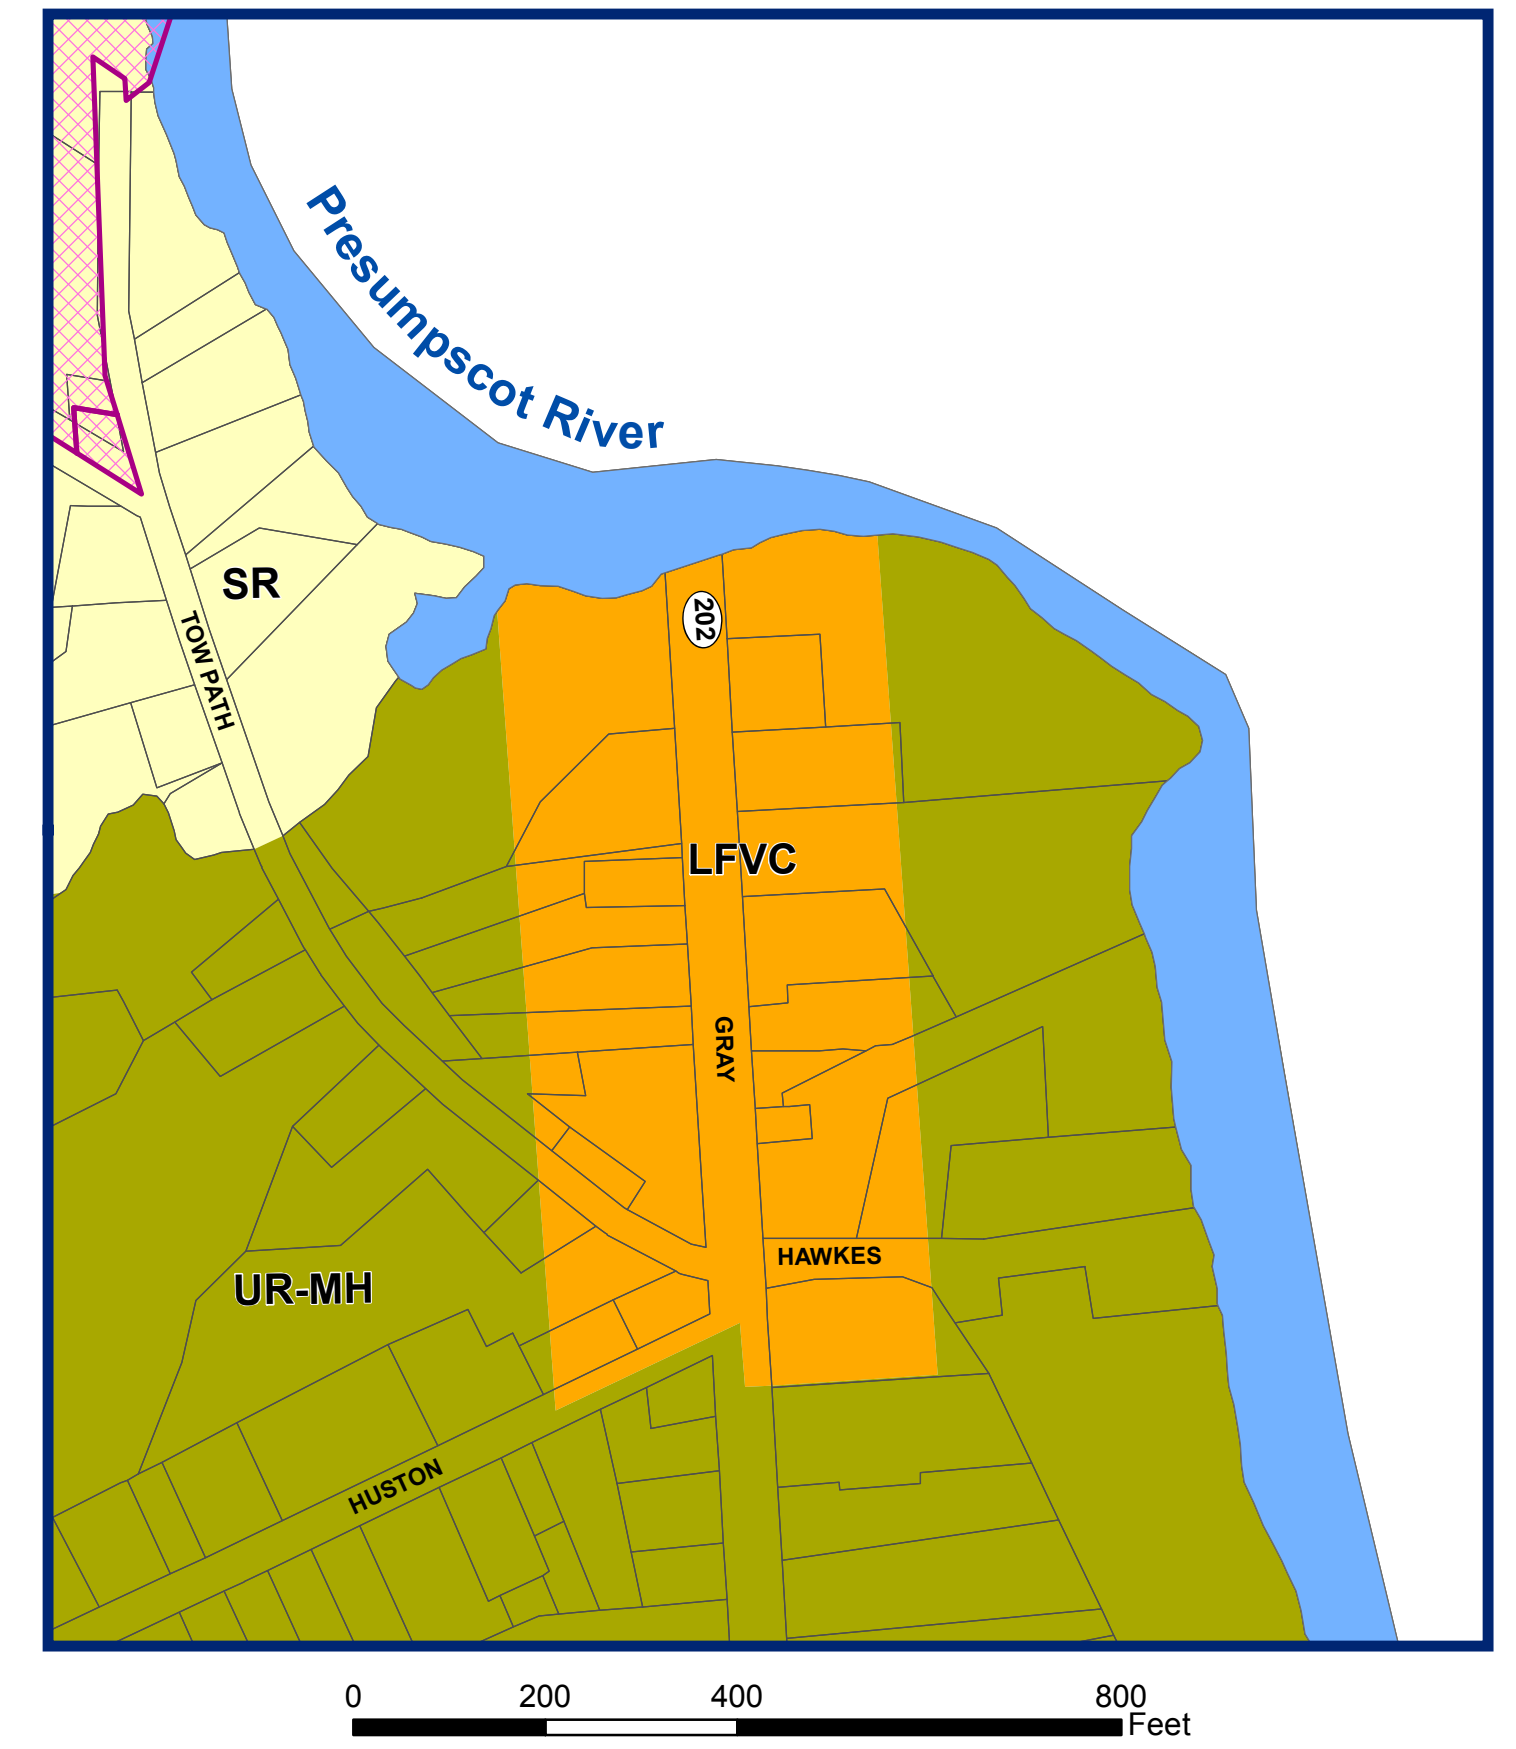 Presumpscot River
SR
202
TOW PATH
LFVC
GRAY
HAWKES
UR-MH
HUSTON
0 200 400 800
Feet